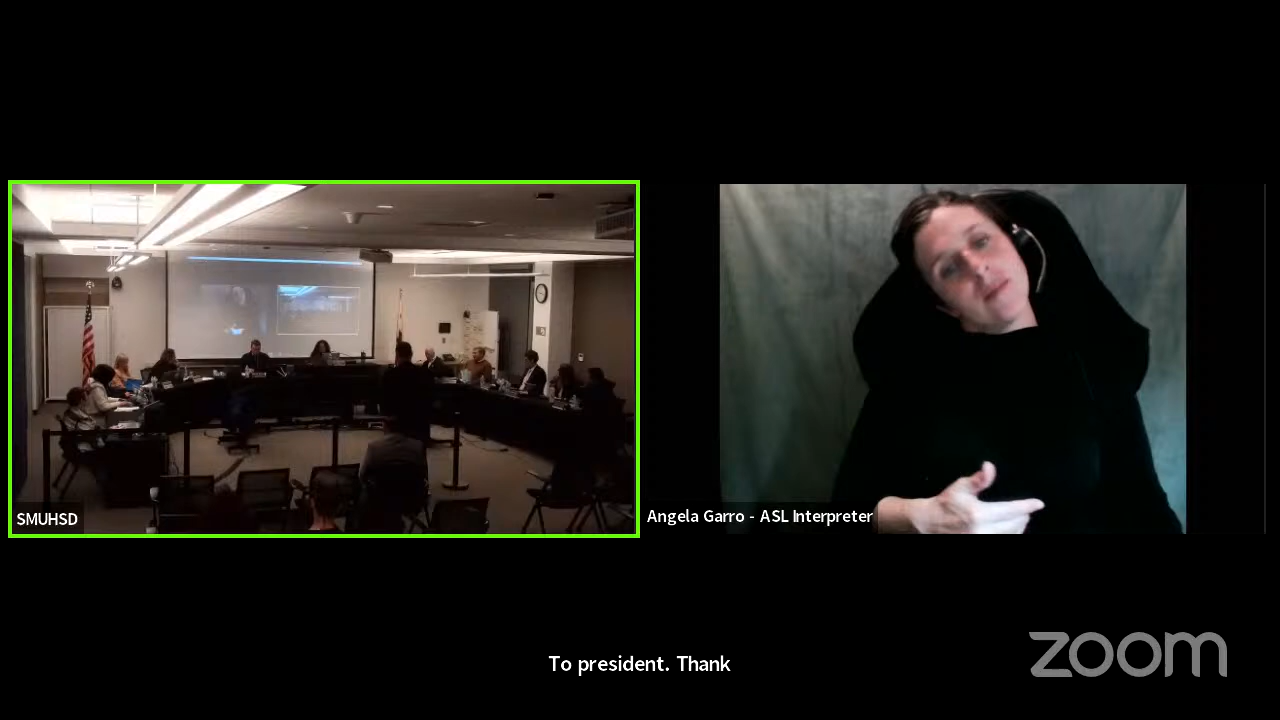 SMUHSD
Angela Garro - ASL Interpreter
To president. Thank
zoom